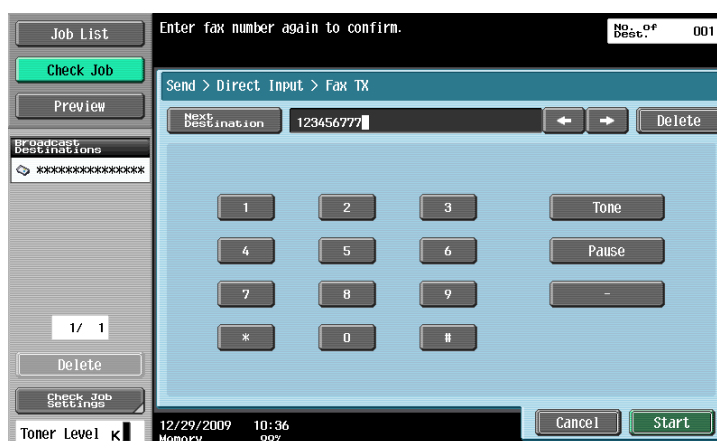 Job List
Check Job
Preview
Broadcast
Destinations
****************
1/ 1
Delete
Check Job
Settings
Toner Level K
Enter fax number again to confirm.
No. of
Dest. 001
Send > Direct Input > Fax TX
Next
Destination 123456777 ← → Delete
1 2 3 Tone
4 5 6 Pause
7 8 9 -
* 0 #
12/29/2009 10:36
Memory 99%
Cancel Start